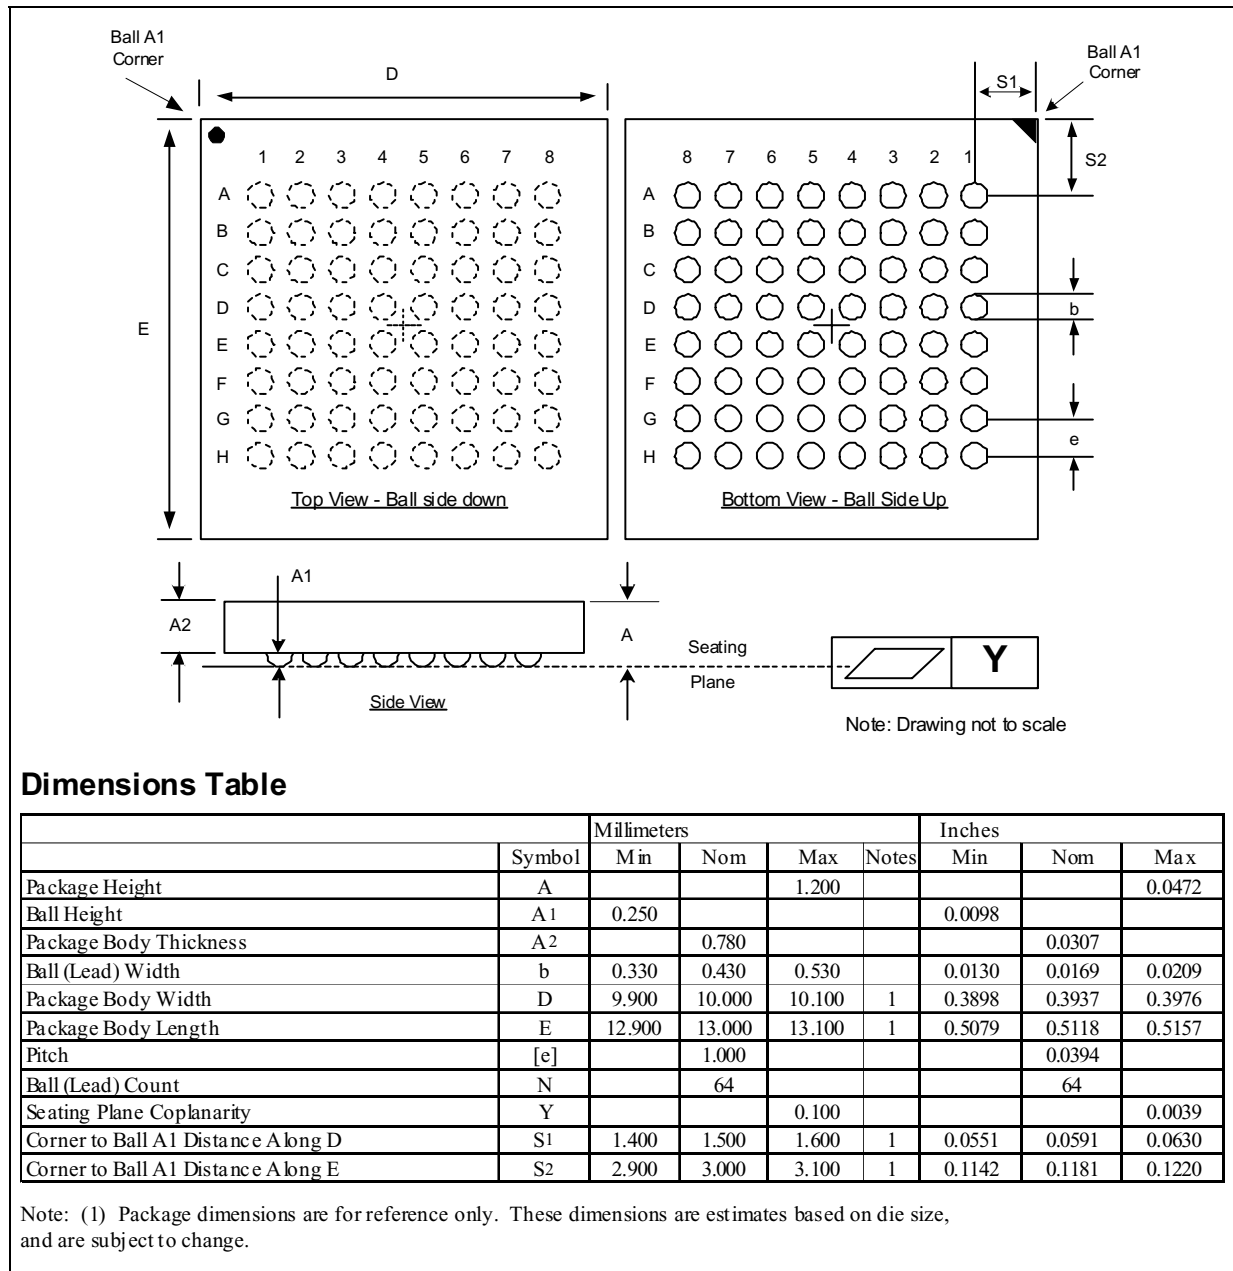 Ball A1
Corner
D
S1
Ball A1
Corner
1 2 3 4 5 6 7 8
8 7 6 5 4 3 2 1
S2
A
B
C
D
E
F
G
H
E
A
B
C
D
E
F
G
H
b
e
Top View - Ball side down
Bottom View - Ball Side Up
A1
A2
A
Seating
Plane
Y
Side View
Note: Drawing not to scale
Dimensions Table
Millimeters Inches
Symbol Min Nom Max Notes Min Nom Max
Package Height A 1.200 0.0472
Ball Height A1 0.250 0.0098
Package Body Thickness A2 0.780 0.0307
Ball (Lead) Width b 0.330 0.430 0.530 0.0130 0.0169 0.0209
Package Body Width D 9.900 10.000 10.100 1 0.3898 0.3937 0.3976
Package Body Length E 12.900 13.000 13.100 1 0.5079 0.5118 0.5157
Pitch [e] 1.000 0.0394
Ball (Lead) Count N 64 64
Seating Plane Coplanarity Y 0.100 0.0039
Corner to Ball A1 Distance Along D S1 1.400 1.500 1.600 1 0.0551 0.0591 0.0630
Corner to Ball A1 Distance Along E S2 2.900 3.000 3.100 1 0.1142 0.1181 0.1220
Note: (1) Package dimensions are for reference only. These dimensions are estimates based on die size,
and are subject to change.